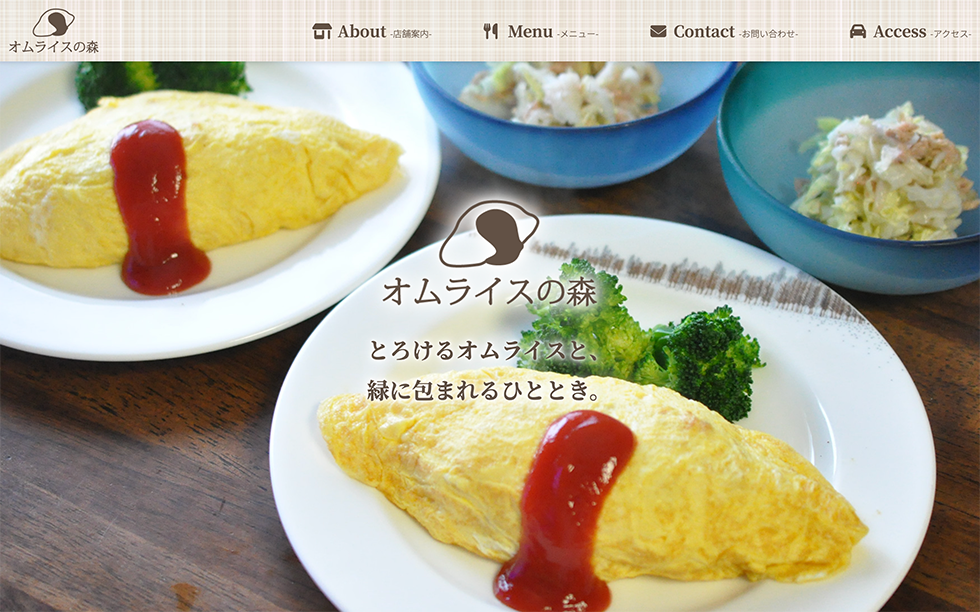 オムライスの森
About -店舗案内-
Menu -メニュー-
Contact -お問い合わせ-
Access -アクセス-
オムライスの森
とろけるオムライスと、
緑に包まれるひととき。